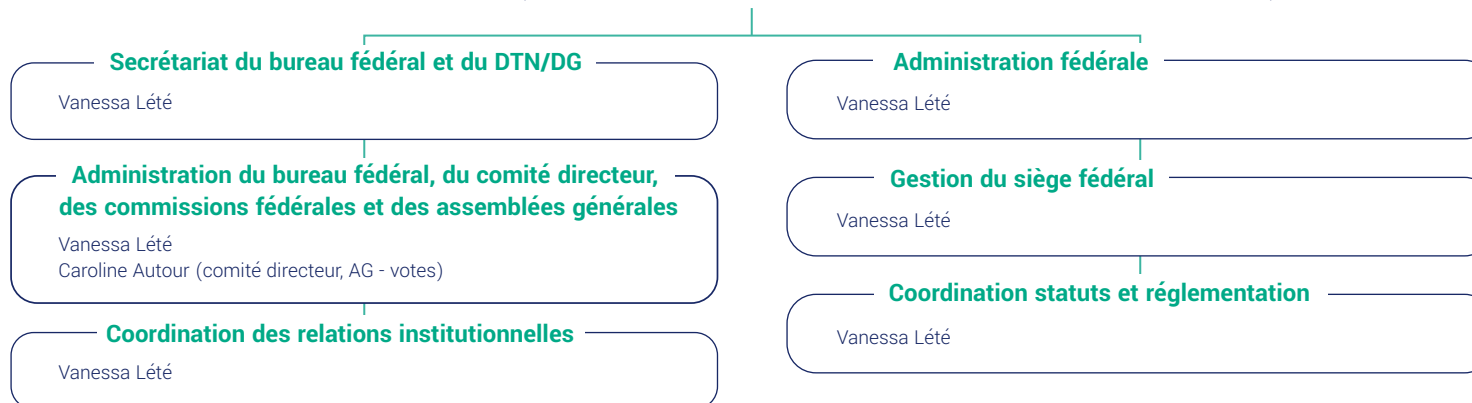 Secrétariat du bureau fédéral et du DTN/DG
Vanessa Lété
Administration du bureau fédéral, du comité directeur,
des commissions fédérales et des assemblées générales
Vanessa Lété
Caroline Autour (comité directeur, AG - votes)
Coordination des relations institutionnelles
Vanessa Lété
Administration fédérale
Vanessa Lété
Gestion du siège fédéral
Vanessa Lété
Coordination statuts et réglementation
Vanessa Lété